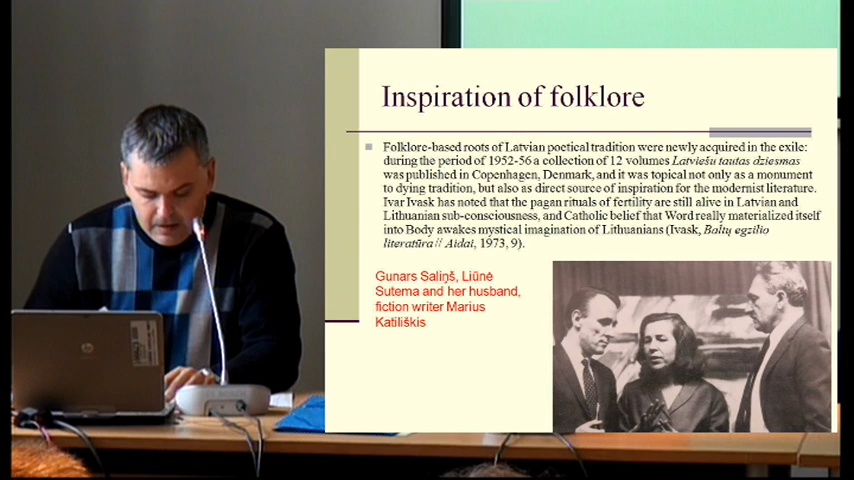 Inspiration of folklore
Folklore-based roots of Latvian poetical tradition were newly acquired in the exile:
during the period of 1952-56 a collection of 12 volumes Latviešu tautas dziesmas
was published in Copenhagen, Denmark, and it was topical not only as a monument
to dying tradition, but also as direct source of inspiration for the modernist literature.
Ivar Ivask has noted that the pagan rituals of fertility are still alive in Latvian and
Lithuanian sub-consciousness, and Catholic belief that Word really materialized itself
into Body awakes mystical imagination of Lithuanians (Ivask, Baltų egzilio
literatūra // Aidai, 1973, 9).
Gunars Saliņš, Liūnė
Sutema and her husband,
fiction writer Marius
Katiliškis
hp